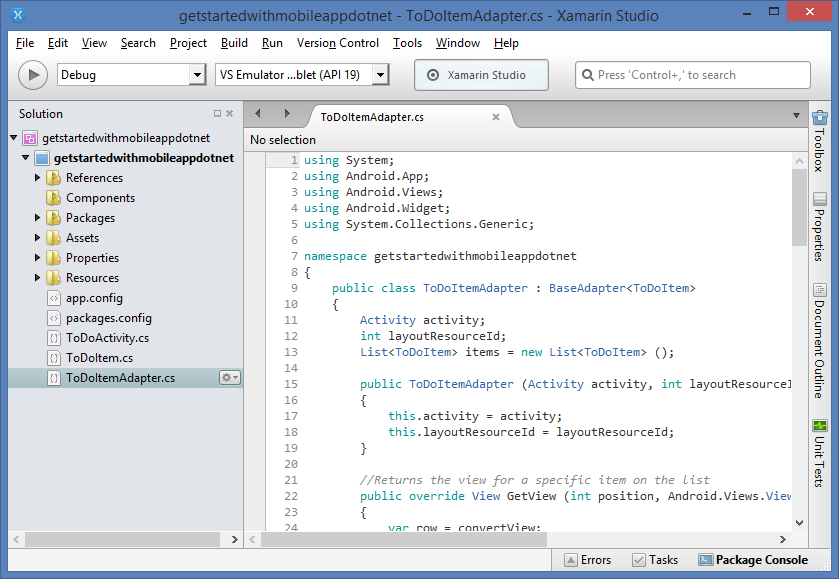 getstartedwithmobileappdotnet - ToDoItemAdapter.cs - Xamarin Studio
File Edit View Search Project Build Run Version Control Tools Window Help
Debug VS Emulator ...blet (API 19) Xamarin Studio Press 'Control+,' to search
Solution
ToDoItemAdapter.cs
No selection
getstartedwithmobileappdotnet
getstartedwithmobileappdotnet
References
Components
Packages
Assets
Properties
Resources
app.config
packages.config
ToDoActivity.cs
ToDoItem.cs
ToDoItemAdapter.cs
1 using System;
2 using Android.App;
3 using Android.Views;
4 using Android.Widget;
5 using System.Collections.Generic;
6
7 namespace getstartedwithmobileappdotnet
8 {
9 public class ToDoItemAdapter : BaseAdapter<ToDoItem>
10 {
11 Activity activity;
12 int layoutResourceId;
13 List<ToDoItem> items = new List<ToDoItem> ();
14
15 public ToDoItemAdapter (Activity activity, int layoutResourceI
16 {
17 this.activity = activity;
18 this.layoutResourceId = layoutResourceId;
19 }
20
21 //Returns the view for a specific item on the list
22 public override View GetView (int position, Android.Views.View
23 {
24 var row = convertView;
Toolbox
Properties
Document Outline
Unit Tests
Errors Tasks Package Console